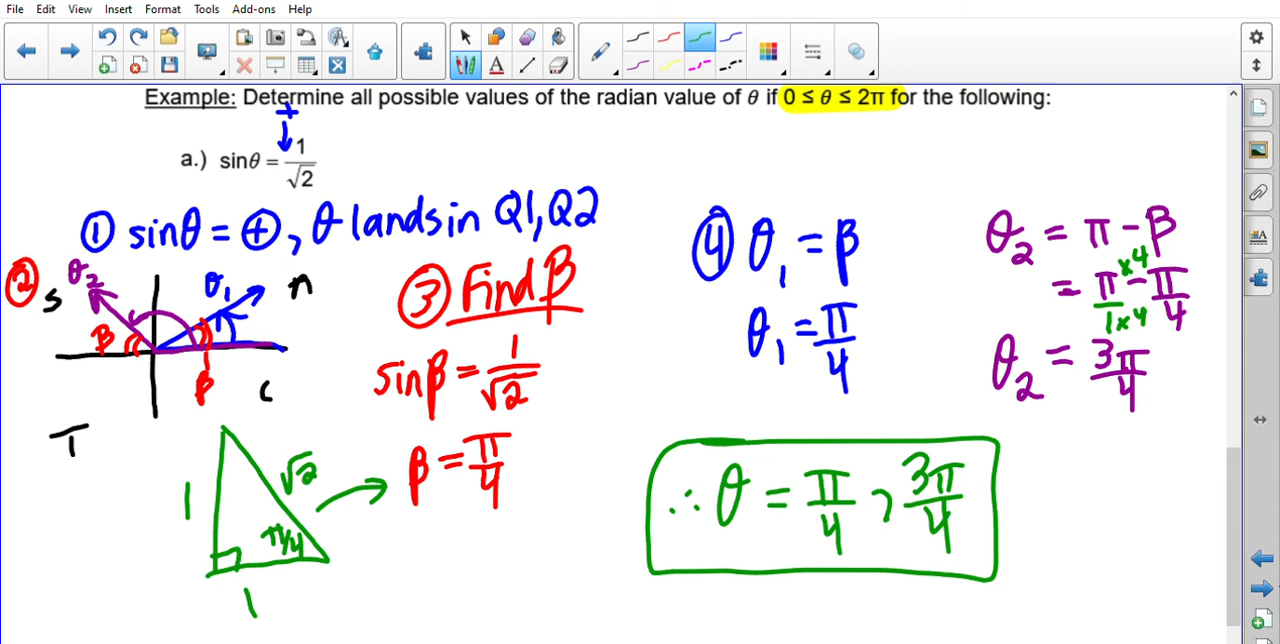 File Edit View Insert Format Tools Add-ons Help
Example: Determine all possible values of the radian value of θ if 0 ≤ θ ≤ 2π for the following:
+
↓
a.) sinθ = 1/√2
① sinθ = ⊕, θ lands in Q1, Q2
②
S
θ₂
θ₁
A
β
β
T
C
1
√2
π/4
1
③ Find β
sinβ = 1/√2
β = π/4
④ θ₁ = β
θ₁ = π/4
θ₂ = π - β
= π/1 ×4 ×4 - π/4
θ₂ = 3π/4
∴ θ = π/4, 3π/4